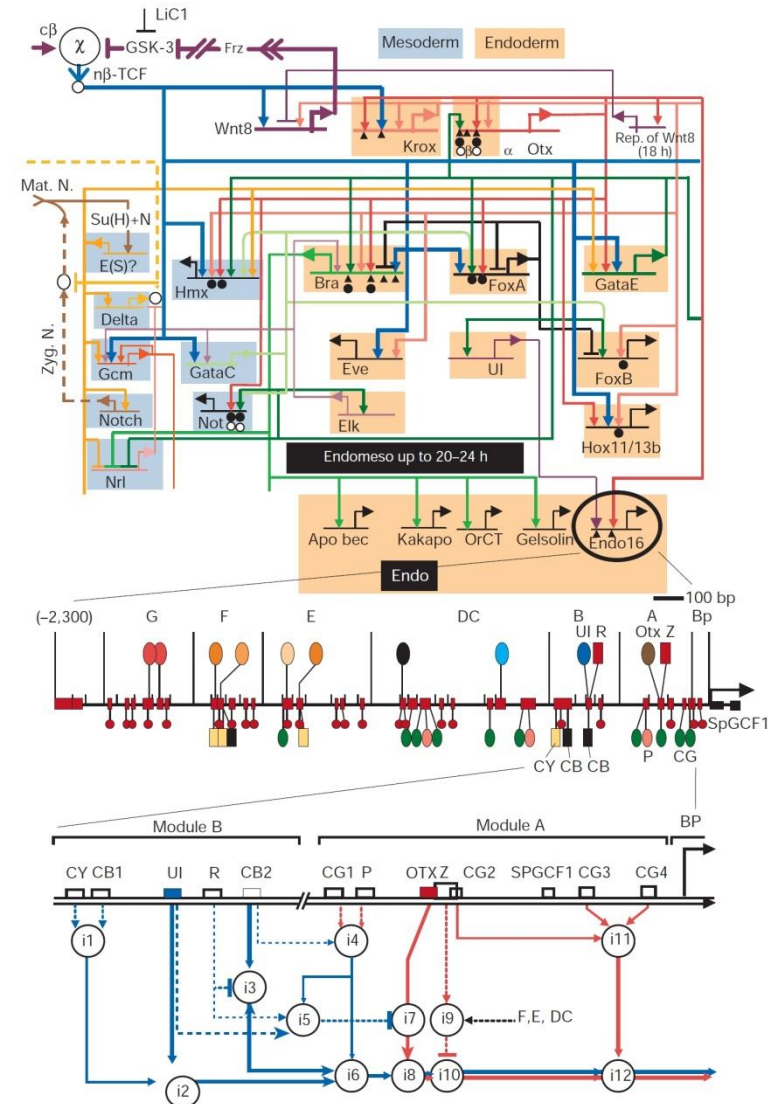 LiC1
cβ
χ
GSK-3
Frz
Mesoderm
Endoderm
nβ-TCF
Wnt8
Krox
β
α
Otx
Rep. of Wnt8
(18 h)
Mat. N.
Su(H)+N
E(S)?
Hmx
Bra
FoxA
GataE
Delta
Zyg. N.
Gcm
GataC
Eve
UI
FoxB
Notch
Not
Elk
Hox11/13b
Nrl
Endomeso up to 20–24 h
Apo bec
Kakapo
OrCT
Gelsolin
Endo16
Endo
100 bp
(–2,300)
G
F
E
DC
B
A
Bp
UI R
Otx Z
SpGCF1
CY CB CB
P
CG
Module B
Module A
BP
CY CB1
UI
R
CB2
CG1 P
OTX Z
CG2
SPGCF1
CG3
CG4
i1
i4
i11
i3
i5
i7
i9
F,E, DC
i2
i6
i8
i10
i12